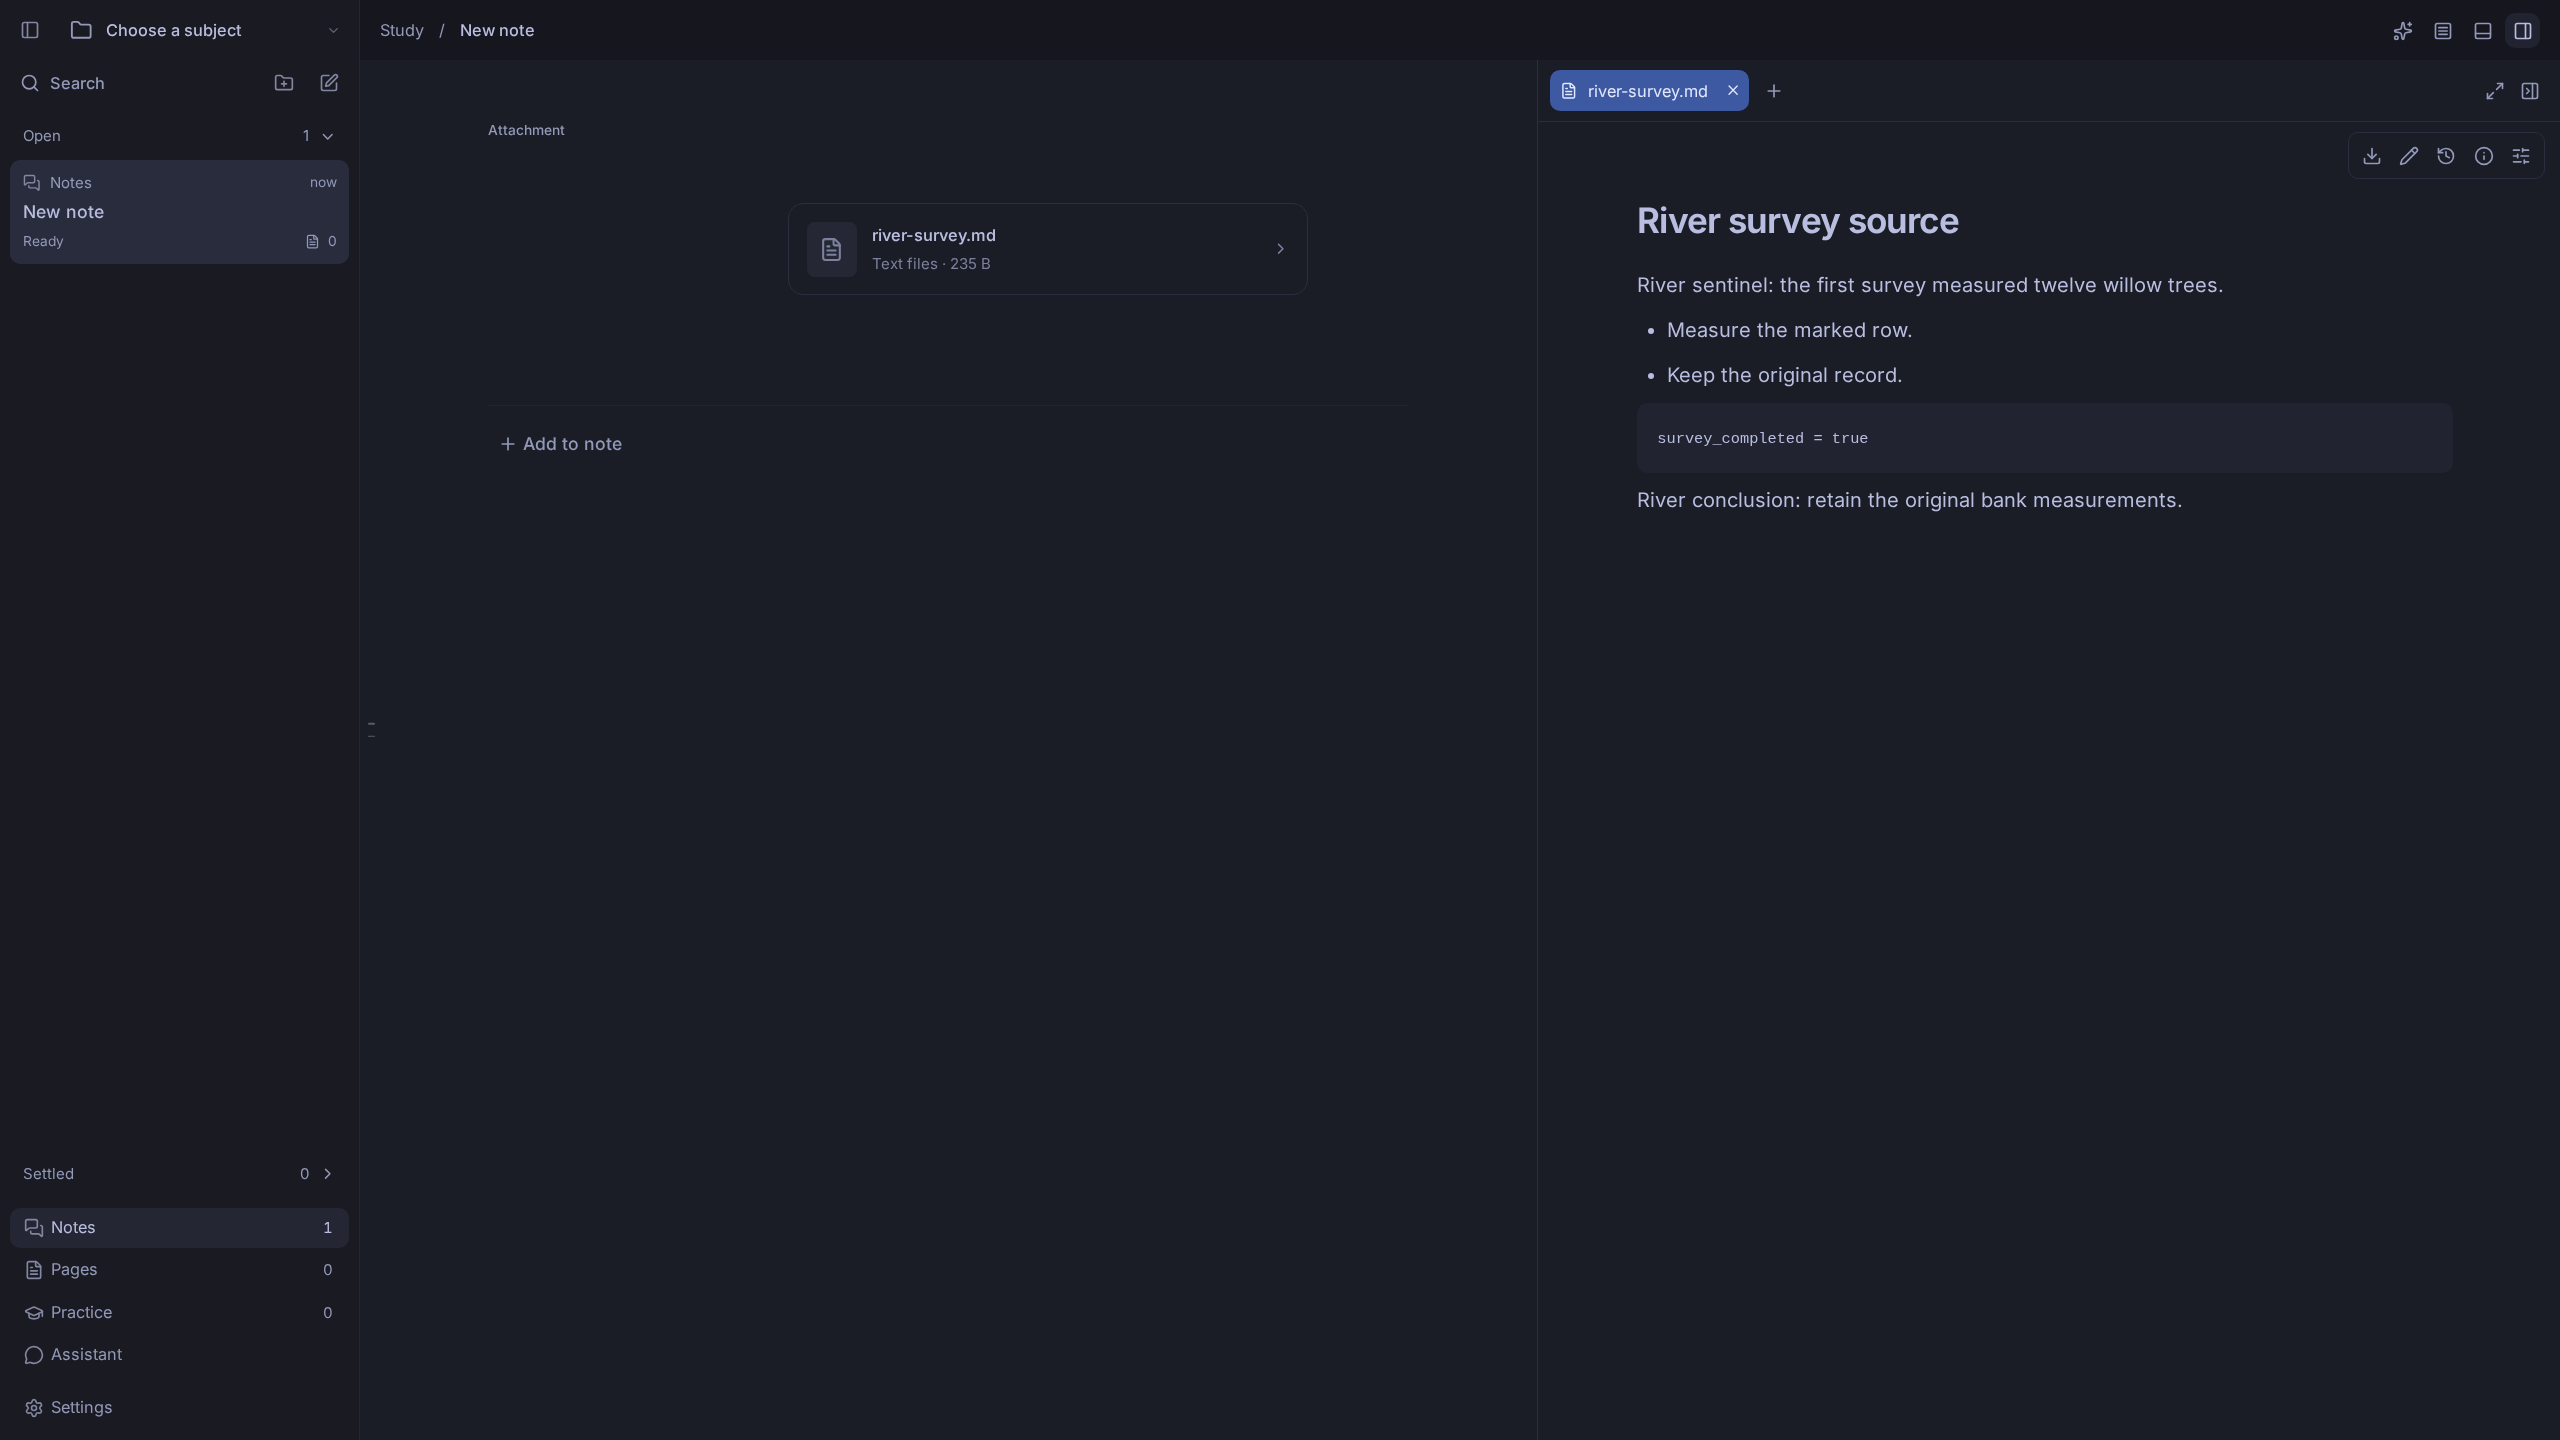 Choose a subject
Search
Open 1
Notes now
New note
Ready 0
Settled 0
Notes 1
Pages 0
Practice 0
Assistant
Settings
Study / New note
Attachment
river-survey.md
Text files · 235 B
Add to note
river-survey.md
River survey source
River sentinel: the first survey measured twelve willow trees.
• Measure the marked row.
• Keep the original record.
survey_completed = true
River conclusion: retain the original bank measurements.